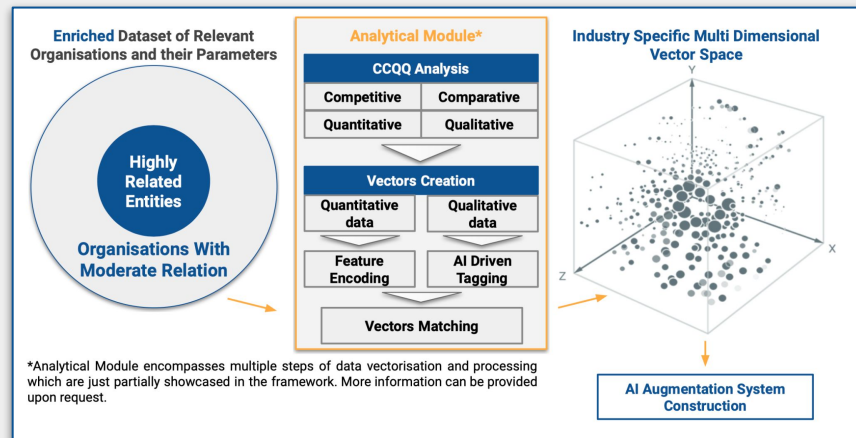 Enriched Dataset of Relevant
Organisations and their Parameters
Highly
Related
Entities
Organisations With
Moderate Relation
Analytical Module*
CCQQ Analysis
Competitive
Comparative
Quantitative
Qualitative
Vectors Creation
Quantitative
data
Qualitative
data
Feature
Encoding
AI Driven
Tagging
Vectors Matching
Industry Specific Multi Dimensional
Vector Space
Y
X
Z
AI Augmentation System
Construction
*Analytical Module encompasses multiple steps of data vectorisation and processing
which are just partially showcased in the framework. More information can be provided
upon request.